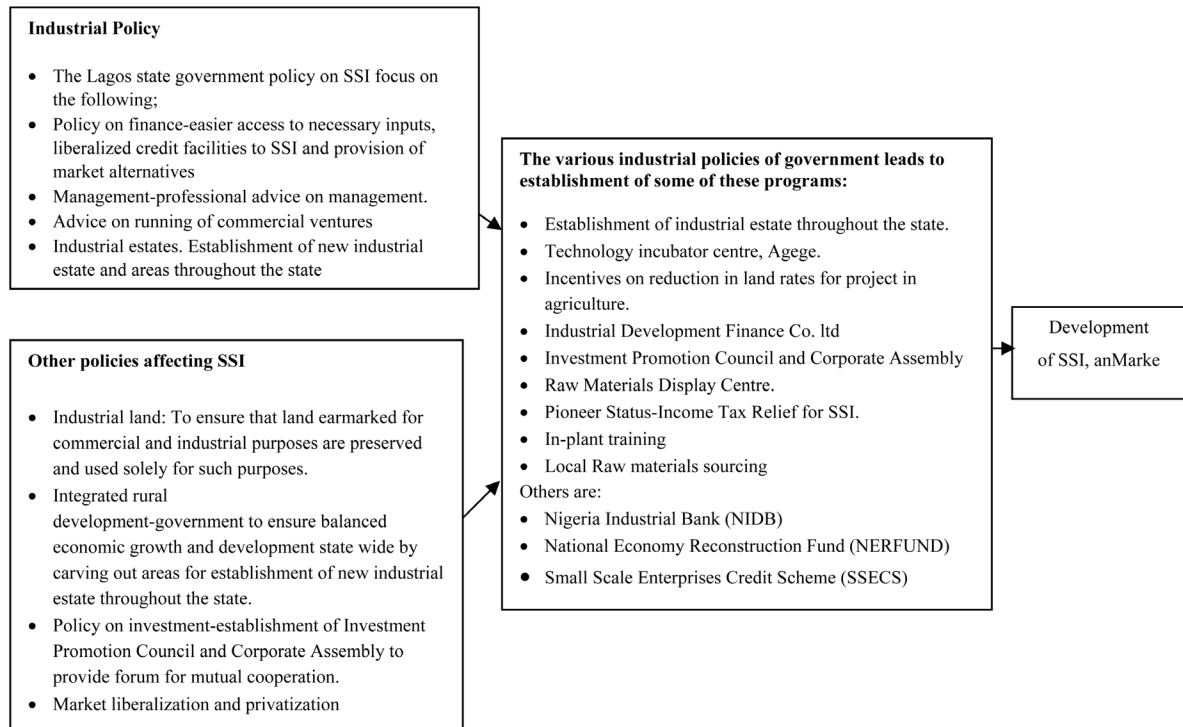 Industrial Policy
• The Lagos state government policy on SSI focus on
the following;
• Policy on finance-easier access to necessary inputs,
liberalized credit facilities to SSI and provision of
market alternatives
• Management-professional advice on management.
• Advice on running of commercial ventures
• Industrial estates. Establishment of new industrial
estate and areas throughout the state
Other policies affecting SSI
• Industrial land: To ensure that land earmarked for
commercial and industrial purposes are preserved
and used solely for such purposes.
• Integrated rural
development-government to ensure balanced
economic growth and development state wide by
carving out areas for establishment of new industrial
estate throughout the state.
• Policy on investment-establishment of Investment
Promotion Council and Corporate Assembly to
provide forum for mutual cooperation.
• Market liberalization and privatization
The various industrial policies of government leads to
establishment of some of these programs:
• Establishment of industrial estate throughout the state.
• Technology incubator centre, Agege.
• Incentives on reduction in land rates for project in
agriculture.
• Industrial Development Finance Co. ltd
• Investment Promotion Council and Corporate Assembly
• Raw Materials Display Centre.
• Pioneer Status-Income Tax Relief for SSI.
• In-plant training
• Local Raw materials sourcing
Others are:
• Nigeria Industrial Bank (NIDB)
• National Economy Reconstruction Fund (NERFUND)
• Small Scale Enterprises Credit Scheme (SSECS)
Development
of SSI, anMarke